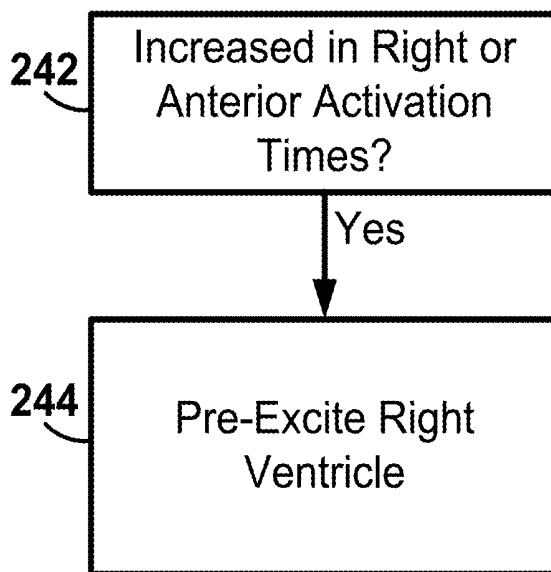 242
Increased in Right or
Anterior Activation
Times?
Yes
244
Pre-Excite Right
Ventricle